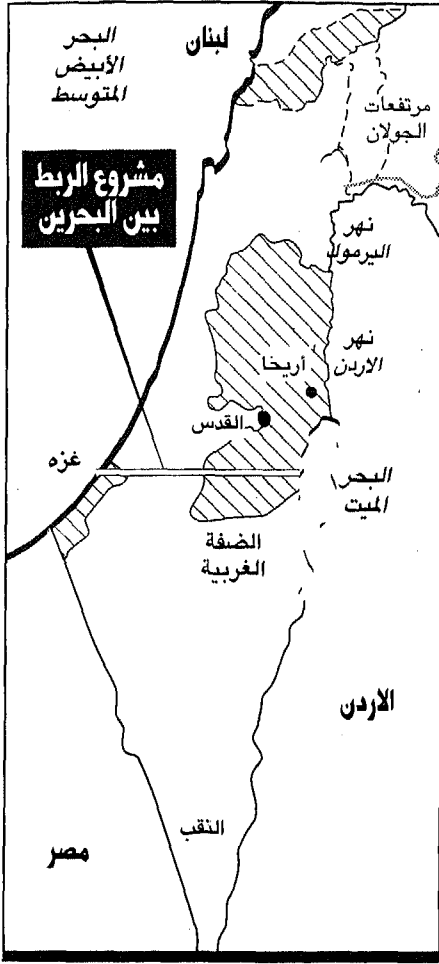 البحر
الأبيض
المتوسط
لبنان
مرتفعات
الجولان
مشروع الربط
بين البحرين
نهر
اليرموك
نهر
الاردن
أريخا
القدس
غزه
البحر
الميت
الضفة
الغربية
الاردن
النقب
مصر